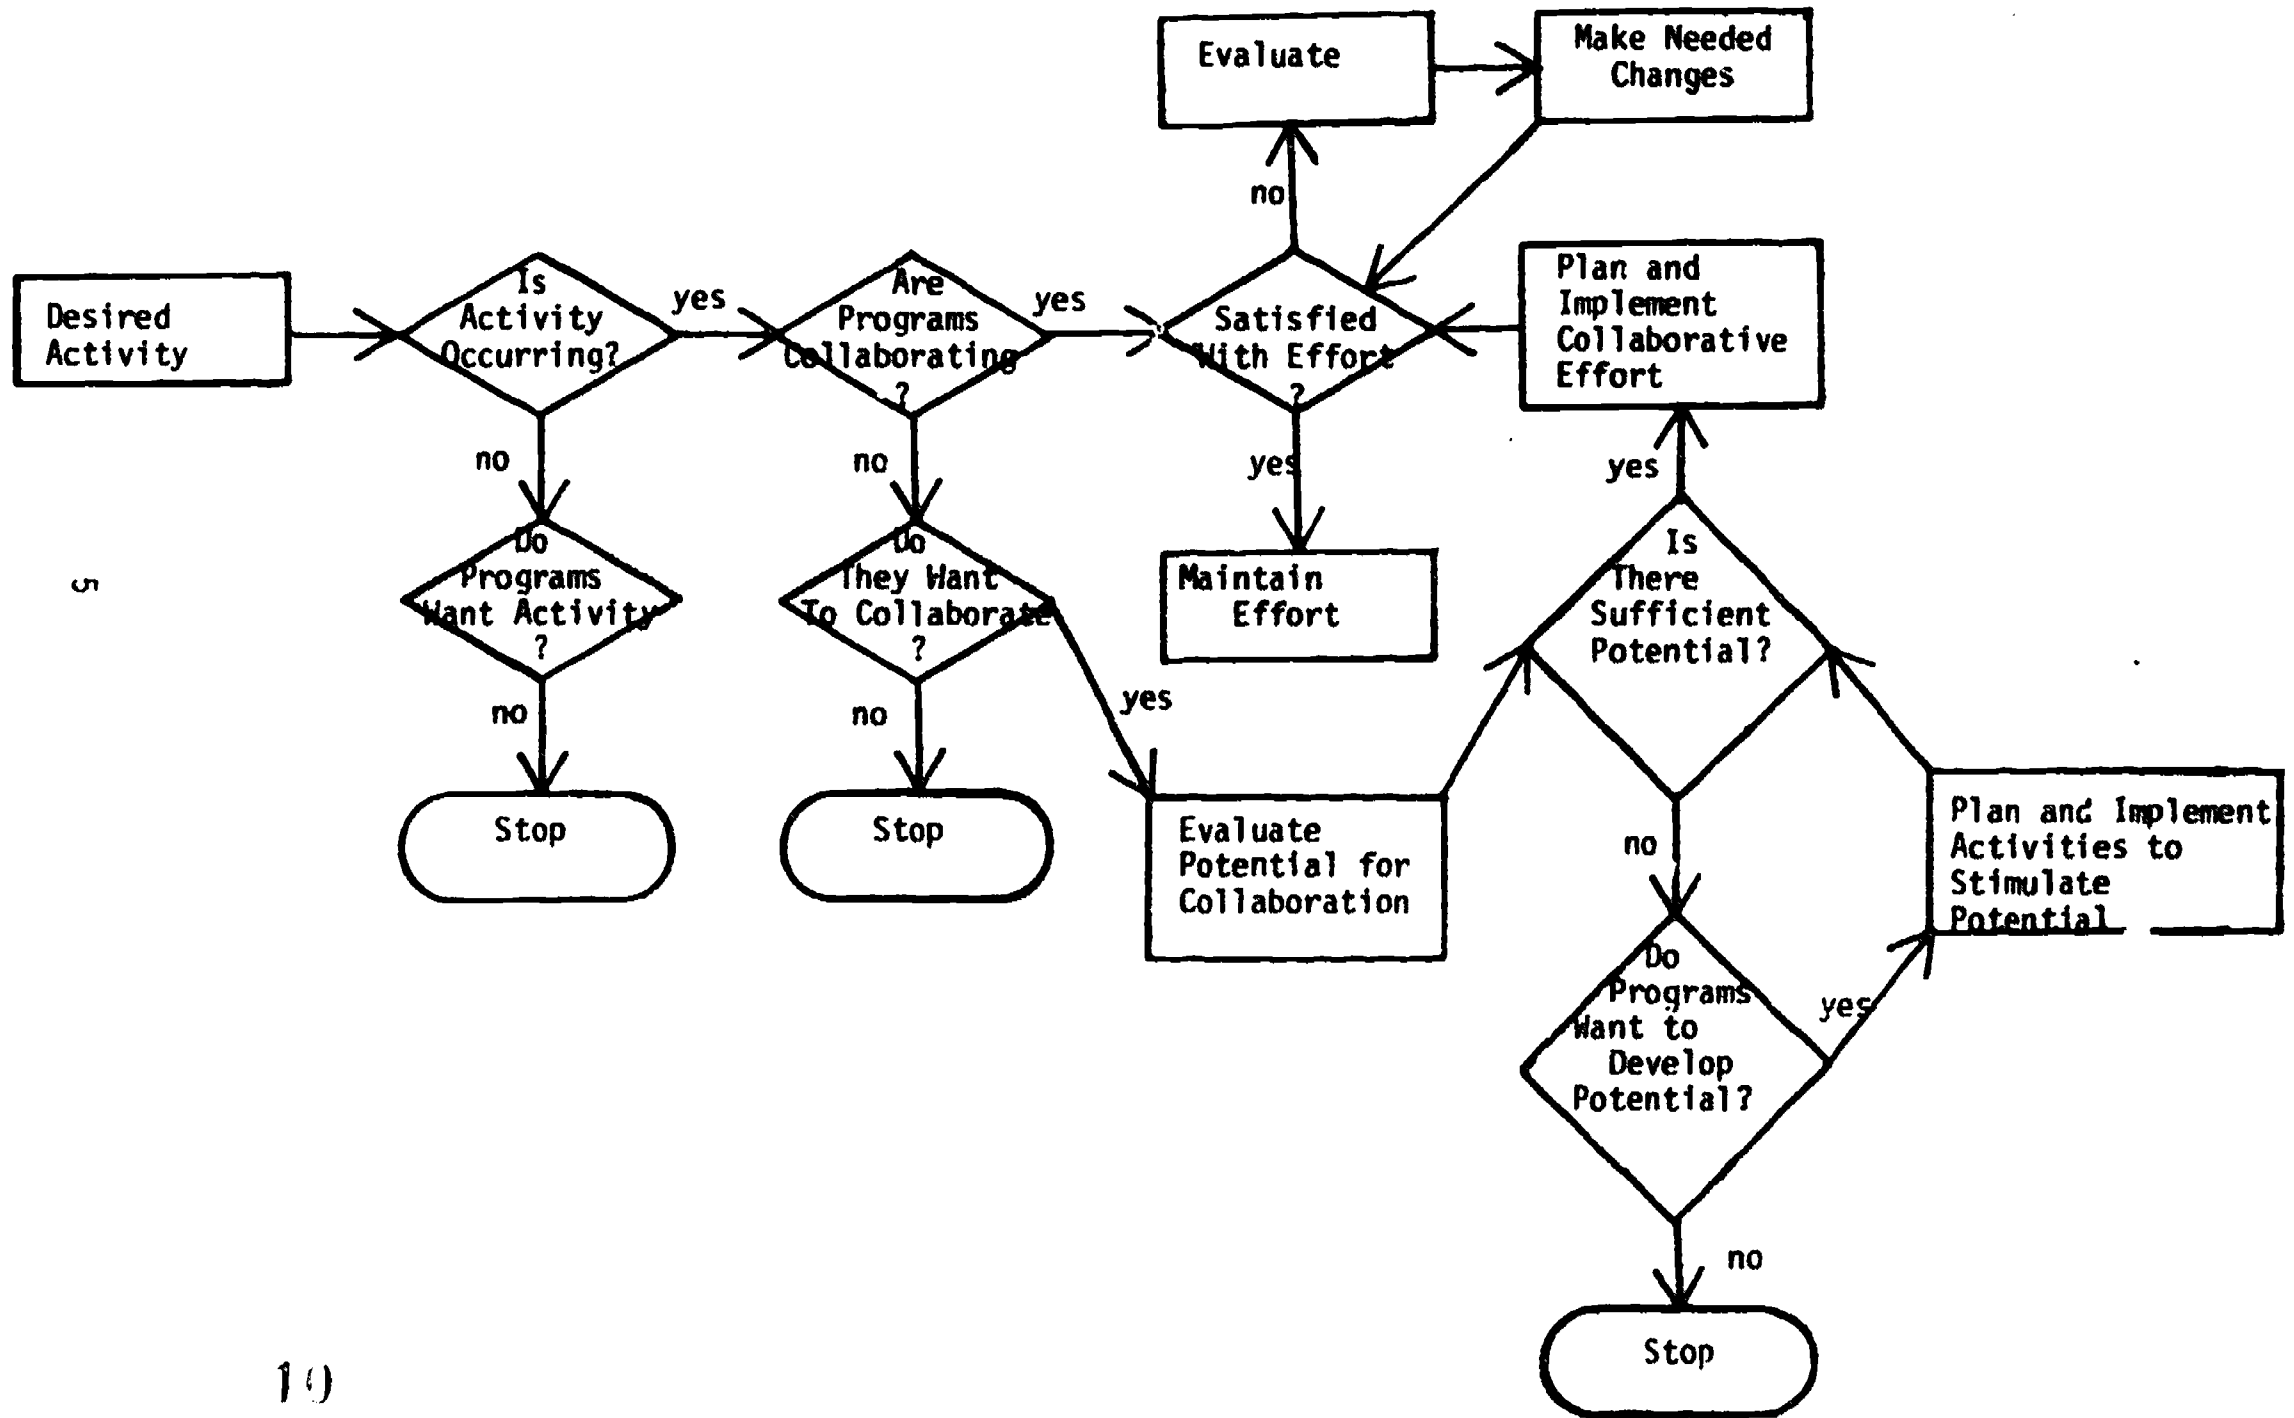 Evaluate
Make Needed
Changes
no
Desired
Activity
Is
Activity
Occurring?
yes
Are
Programs
Collaborating
?
yes
Satisfied
With Effort
?
Plan and
Implement
Collaborative
Effort
no
no
yes
yes
Do
Programs
Want Activity
?
Do
They Want
To Collaborate
?
Maintain
Effort
Is
There
Sufficient
Potential?
5
no
no
yes
Stop
Stop
Evaluate
Potential for
Collaboration
no
Plan and Implement
Activities to
Stimulate
Potential
Do
Programs
Want to
Develop
Potential?
yes
no
Stop
10